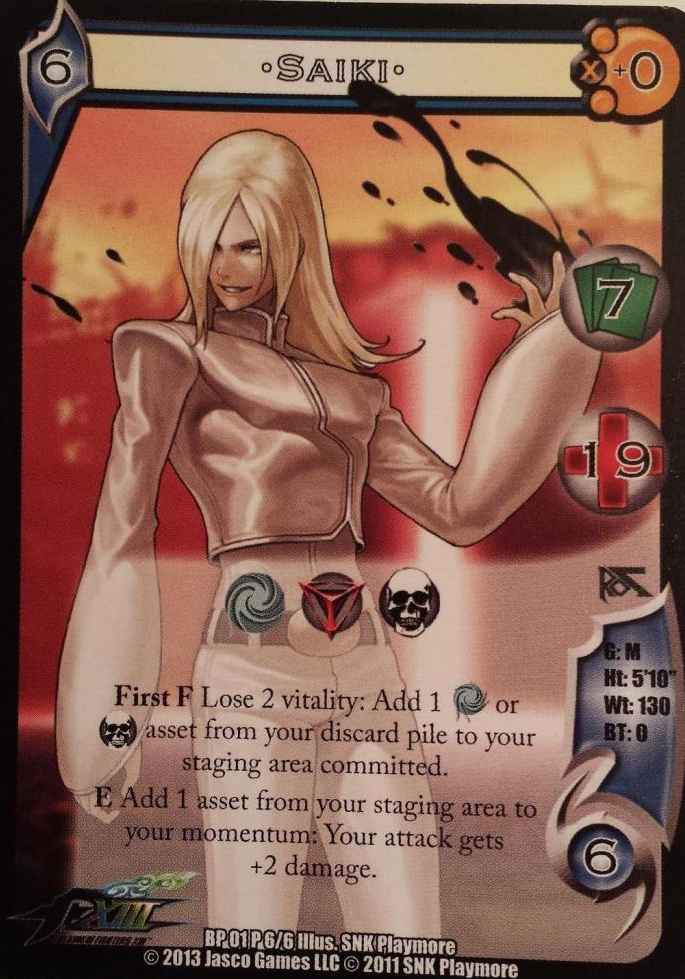 6 ·SAIKI· X +0
7
19
G: M
Ht: 5'10"
Wt: 130
BT: 0
First F Lose 2 vitality: Add 1 or
asset from your discard pile to your
staging area committed.
E Add 1 asset from your staging area to
your momentum: Your attack gets
+2 damage.
6
XIII
BP.01 P 6/6 Illus. SNK Playmore
© 2013 Jasco Games LLC © 2011 SNK Playmore